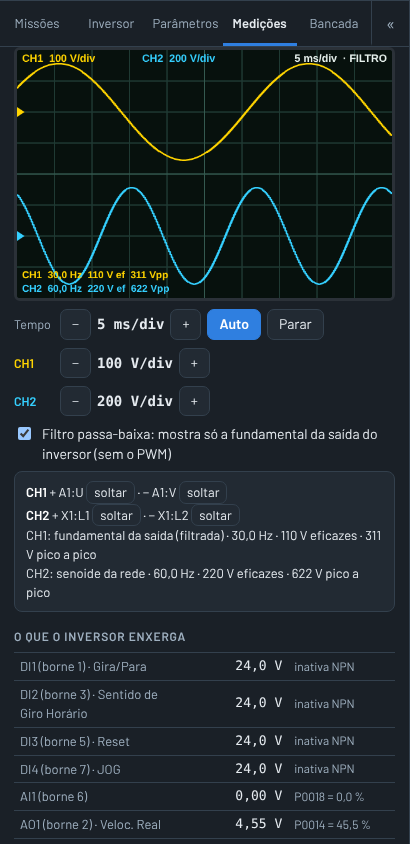 Missões Inversor Parâmetros Medições Bancada «
CH1 100 V/div CH2 200 V/div 5 ms/div · FILTRO
CH1 30,0 Hz 110 V ef 311 Vpp
CH2 60,0 Hz 220 V ef 622 Vpp
Tempo − 5 ms/div + Auto Parar
CH1 − 100 V/div +
CH2 − 200 V/div +
Filtro passa-baixa: mostra só a fundamental da saída do
inversor (sem o PWM)
CH1 + A1:U soltar · − A1:V soltar
CH2 + X1:L1 soltar · − X1:L2 soltar
CH1: fundamental da saída (filtrada) · 30,0 Hz · 110 V eficazes · 311
V pico a pico
CH2: senoide da rede · 60,0 Hz · 220 V eficazes · 622 V pico a
pico
O QUE O INVERSOR ENXERGA
DI1 (borne 1) · Gira/Para 24,0 V inativa NPN
DI2 (borne 3) · Sentido de
Giro Horário 24,0 V inativa NPN
DI3 (borne 5) · Reset 24,0 V inativa NPN
DI4 (borne 7) · JOG 24,0 V inativa NPN
AI1 (borne 6) 0,00 V P0018 = 0,0 %
AO1 (borne 2) · Veloc. Real 4,55 V P0014 = 45,5 %